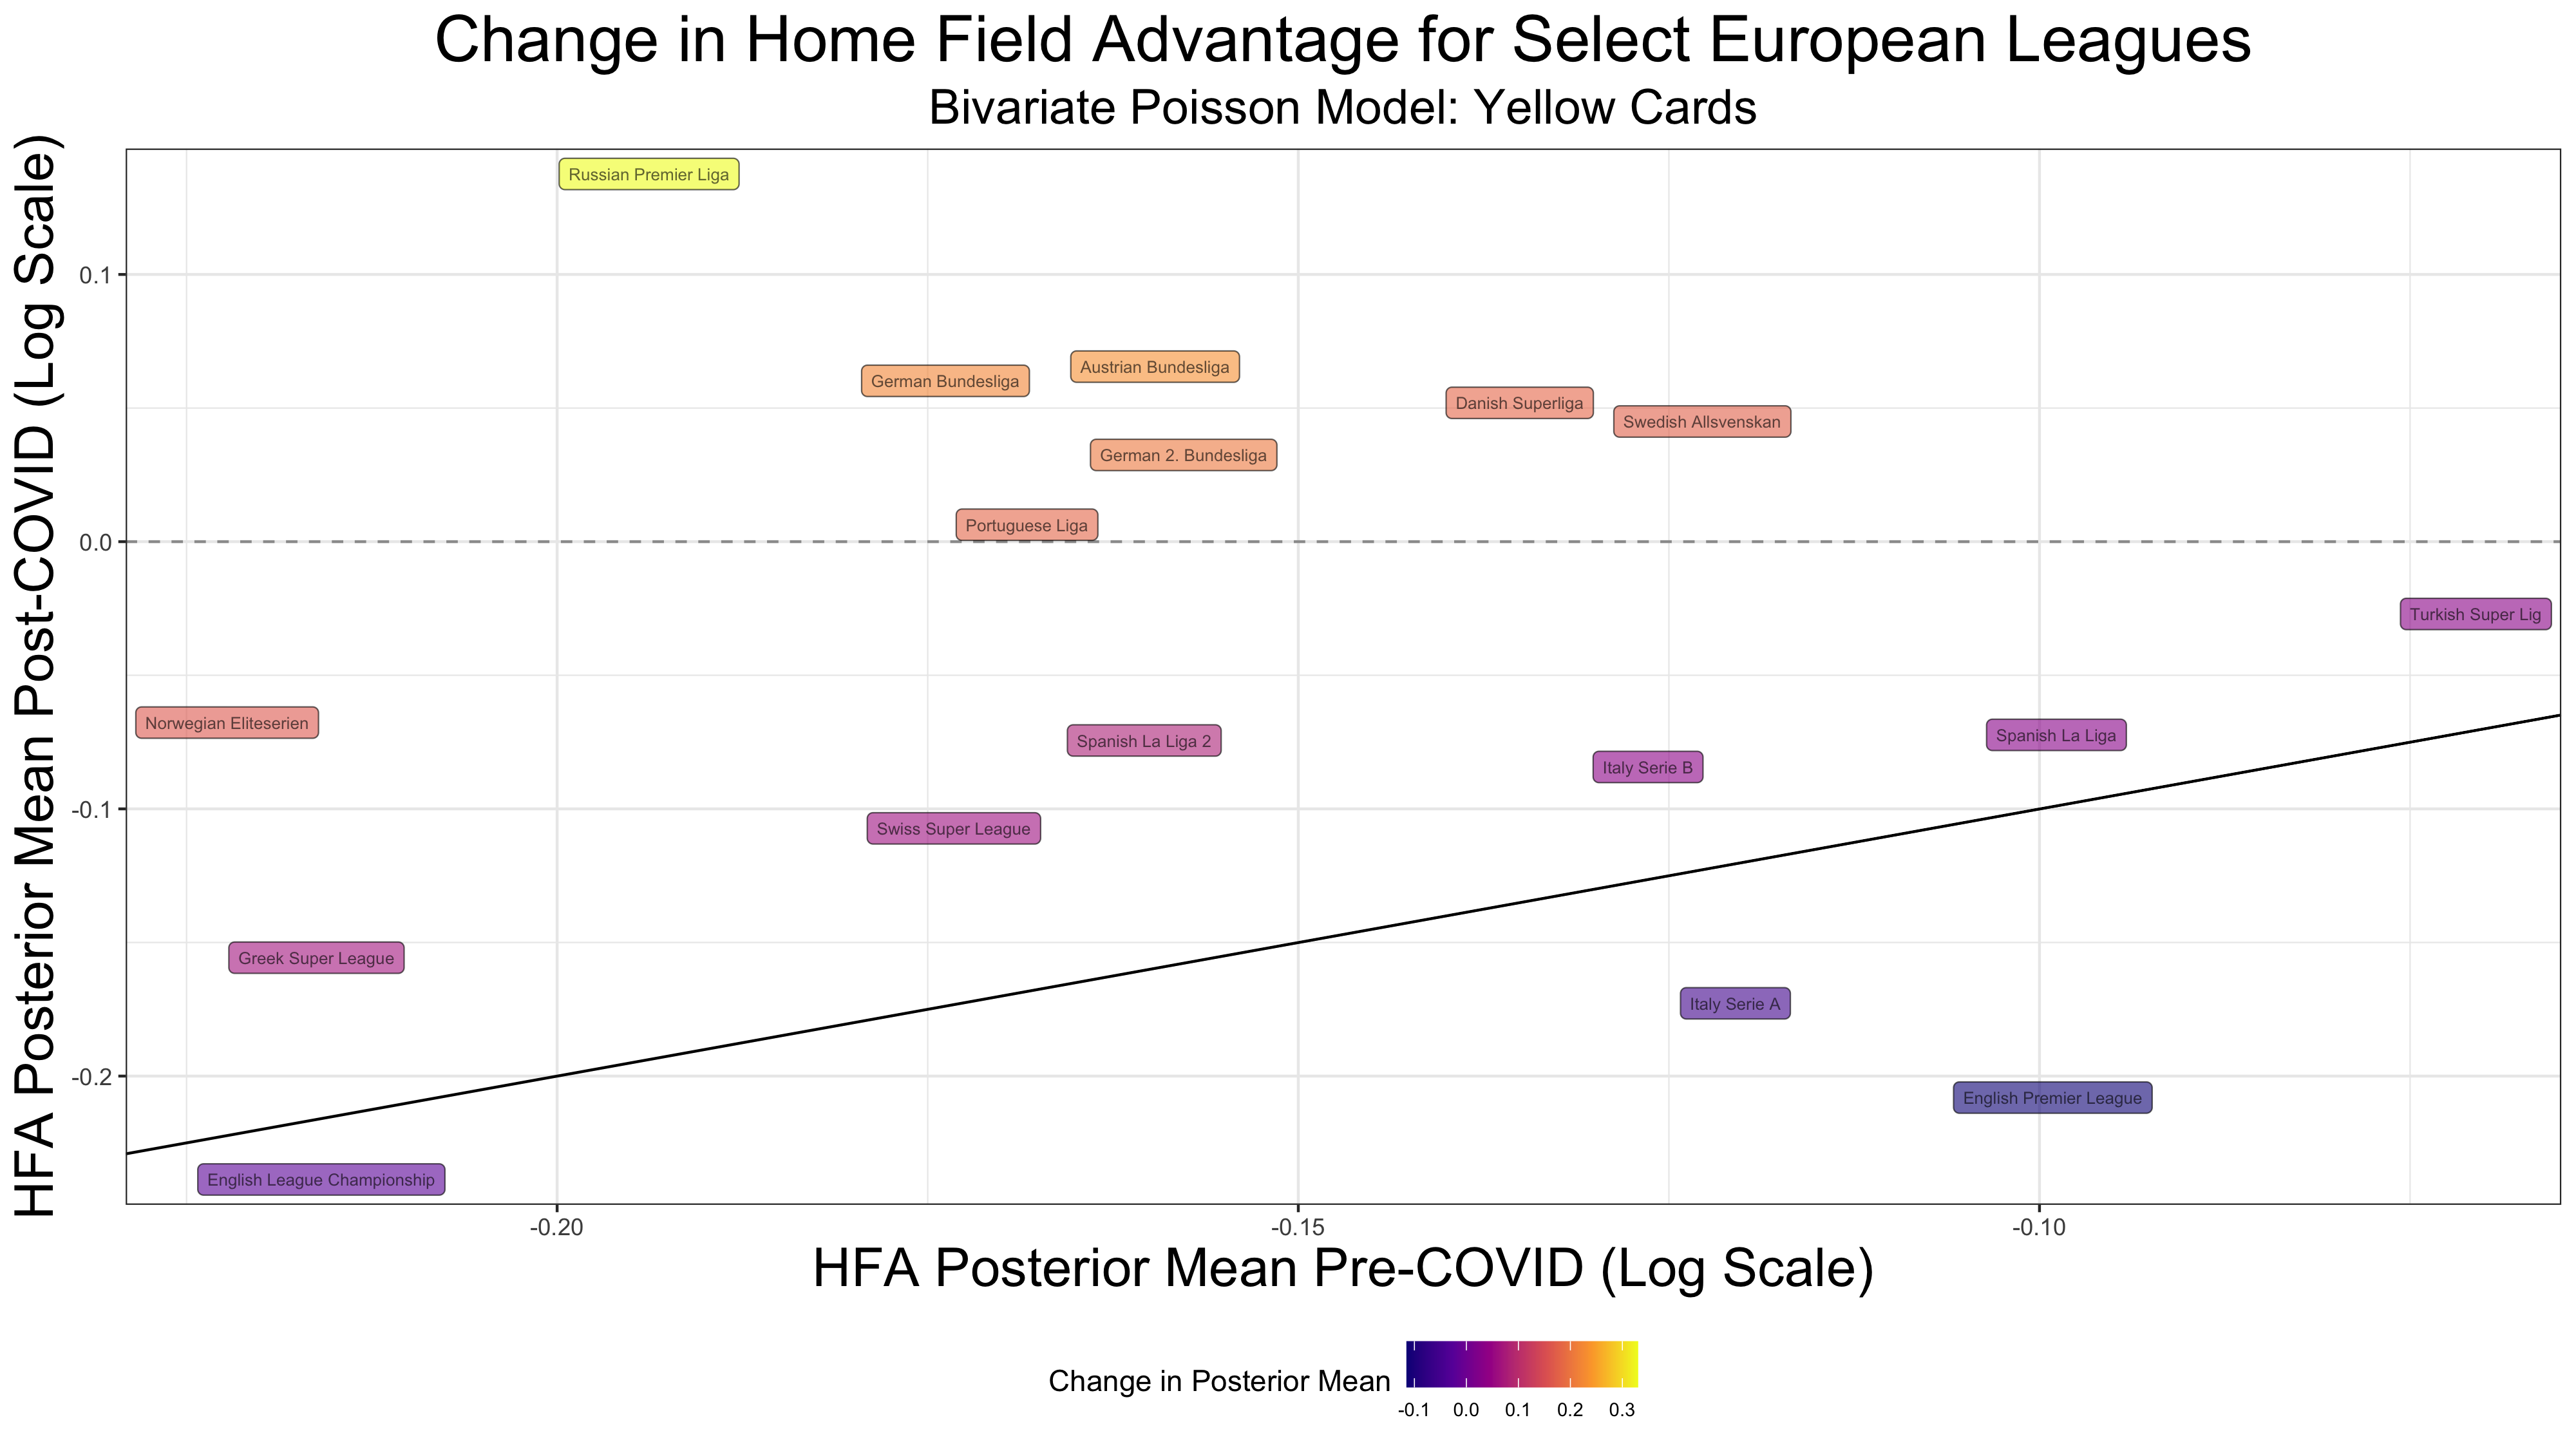 Change in Home Field Advantage for Select European Leagues
Bivariate Poisson Model: Yellow Cards
HFA Posterior Mean Post-COVID (Log Scale)
0.1
0.0
-0.1
-0.2
Russian Premier Liga
Austrian Bundesliga
German Bundesliga
Danish Superliga
Swedish Allsvenskan
German 2. Bundesliga
Portuguese Liga
Turkish Super Lig
Norwegian Eliteserien
Spanish La Liga
Spanish La Liga 2
Italy Serie B
Swiss Super League
Greek Super League
Italy Serie A
English Premier League
English League Championship
-0.20
-0.15
-0.10
HFA Posterior Mean Pre-COVID (Log Scale)
Change in Posterior Mean
-0.1 0.0 0.1 0.2 0.3